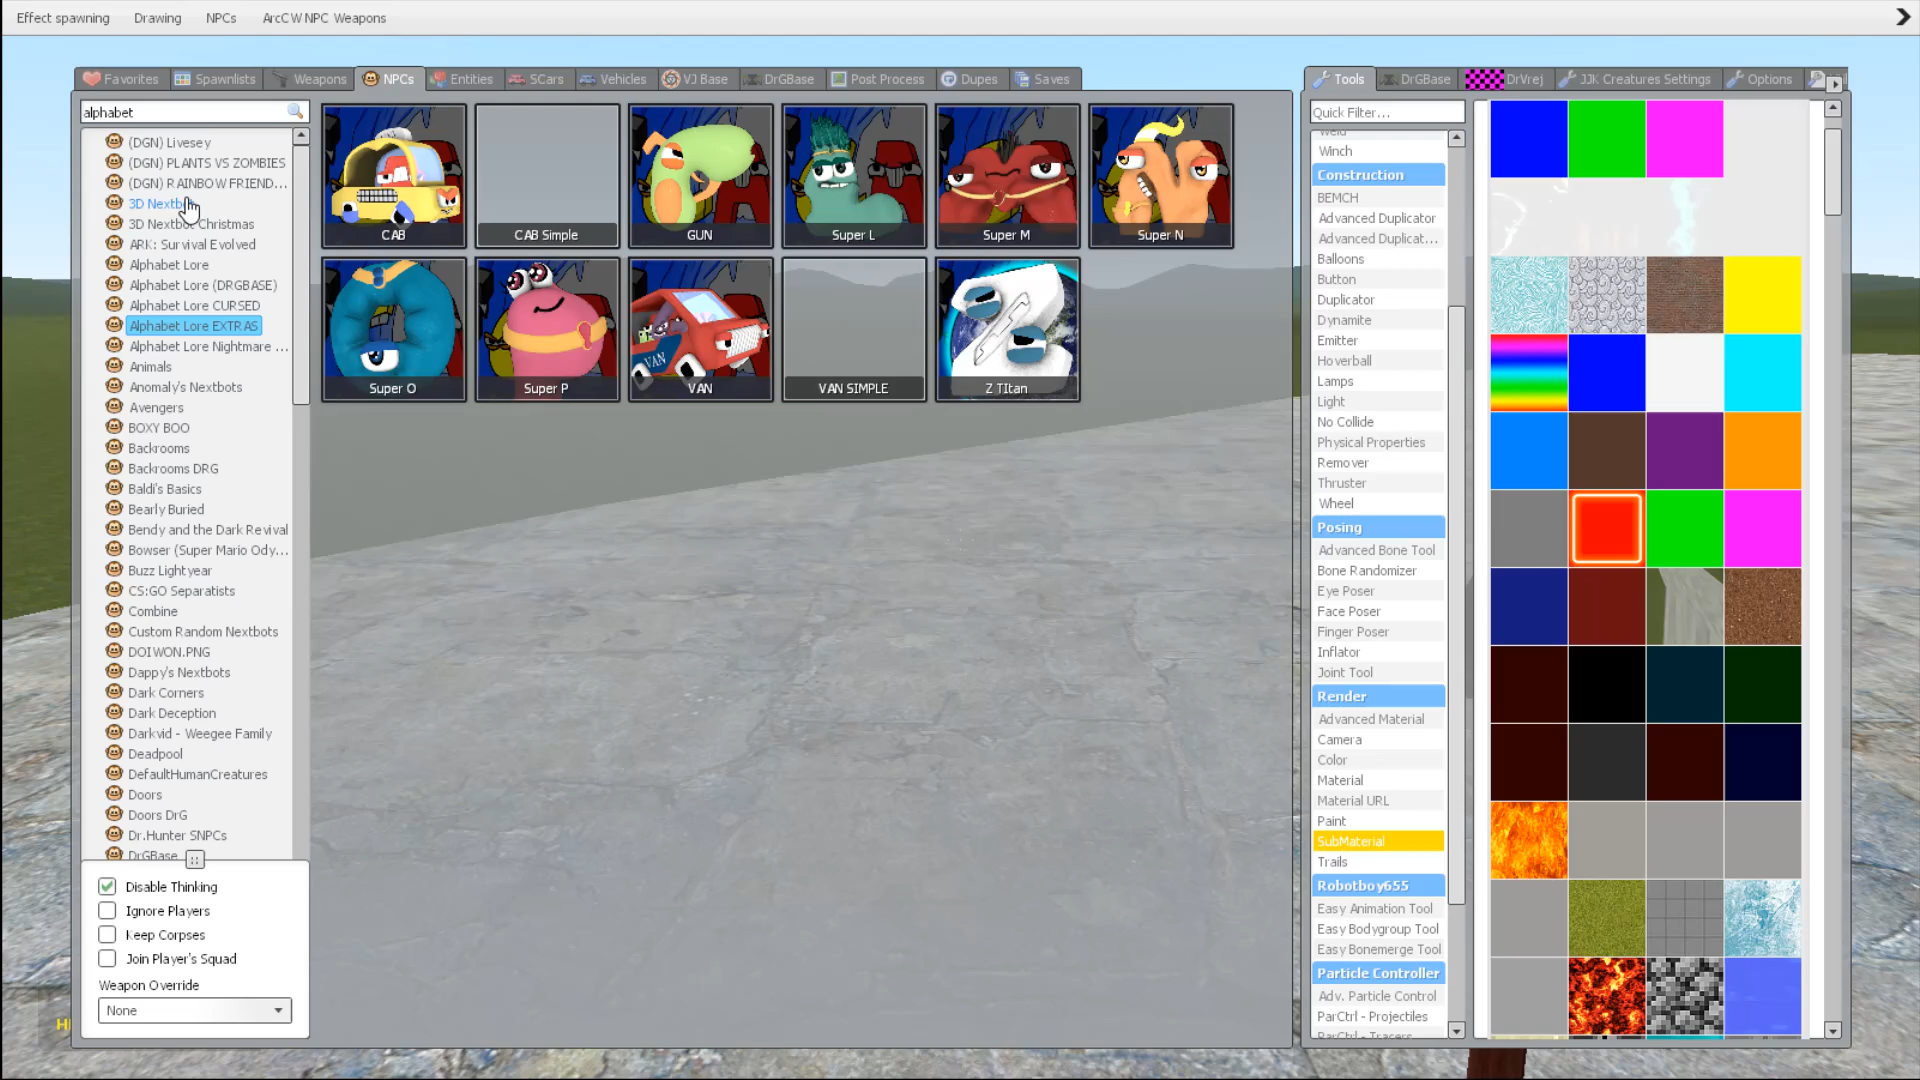 Effect spawning Drawing NPCs ArcCW NPC Weapons
Favorites Spawnlists Weapons NPCs Entities SCars Vehicles VJ Base DrGBase Post Process Dupes Saves
alphabet
(DGN) Livesey
(DGN) PLANTS VS ZOMBIES
(DGN) RAINBOW FRIEND...
3D Nextbot
3D Nextbot Christmas
ARK: Survival Evolved
Alphabet Lore
Alphabet Lore (DRGBASE)
Alphabet Lore CURSED
Alphabet Lore EXTRAS
Alphabet Lore Nightmare ...
Animals
Anomaly's Nextbots
Avengers
BOXY BOO
Backrooms
Backrooms DRG
Baldi's Basics
Bearly Buried
Bendy and the Dark Revival
Bowser (Super Mario Ody...
Buzz Lightyear
CS:GO Separatists
Combine
Custom Random Nextbots
DOIWON.PNG
Dappy's Nextbots
Dark Corners
Dark Deception
Darkvid - Weegee Family
Deadpool
DefaultHumanCreatures
Doors
Doors DrG
Dr.Hunter SNPCs
DrGBase
Disable Thinking
Ignore Players
Keep Corpses
Join Player's Squad
Weapon Override
None
CAB CAB Simple GUN Super L Super M Super N
VAN
Super O Super P VAN VAN SIMPLE Z TItan
Tools DrGBase DrVrej JJK Creatures Settings Options
Quick Filter...
Weld
Winch
Construction
BEMCH
Advanced Duplicator
Advanced Duplicat...
Balloons
Button
Duplicator
Dynamite
Emitter
Hoverball
Lamps
Light
No Collide
Physical Properties
Remover
Thruster
Wheel
Posing
Advanced Bone Tool
Bone Randomizer
Eye Poser
Face Poser
Finger Poser
Inflator
Joint Tool
Render
Advanced Material
Camera
Color
Material
Material URL
Paint
SubMaterial
Trails
Robotboy655
Easy Animation Tool
Easy Bodygroup Tool
Easy Bonemerge Tool
Particle Controller
Adv. Particle Control
ParCtrl - Projectiles
ParCtrl - Tracers